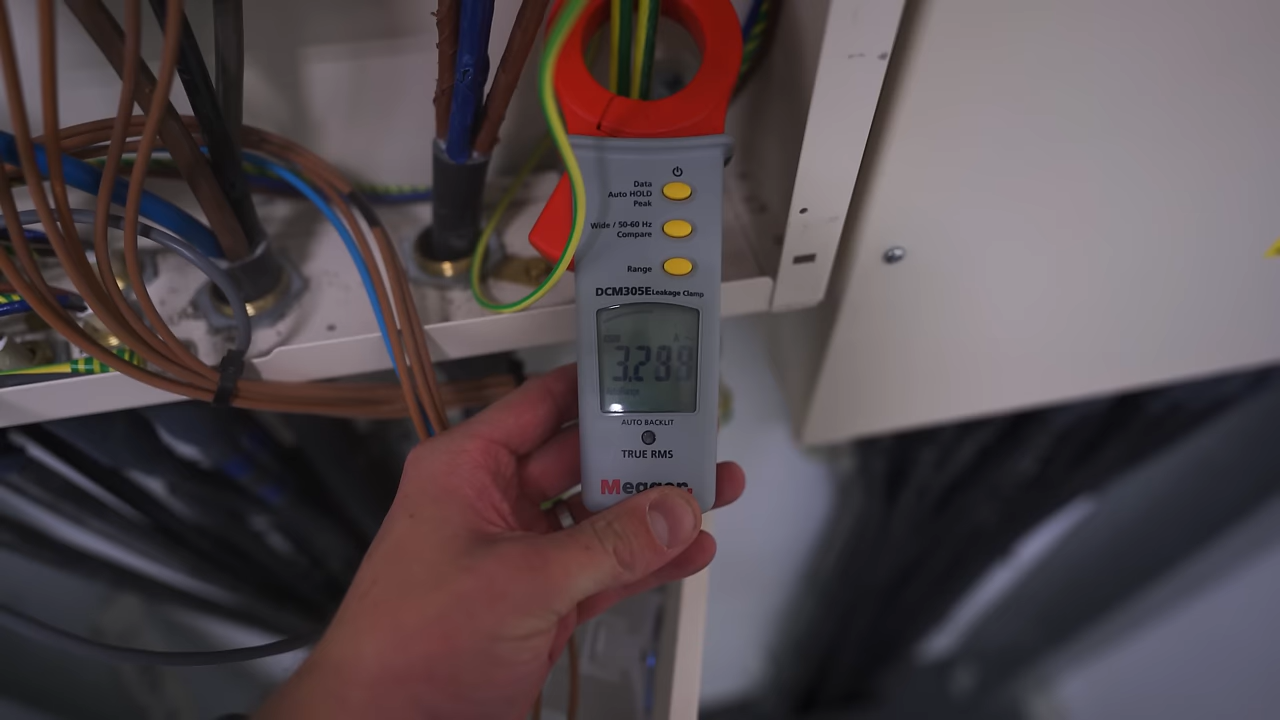 Data
Auto HOLD
Peak
Wide / 50-60 Hz
Compare
Range
DCM305E Leakage Clamp
3.299
AUTO BACKLIT
TRUE RMS
Megger.